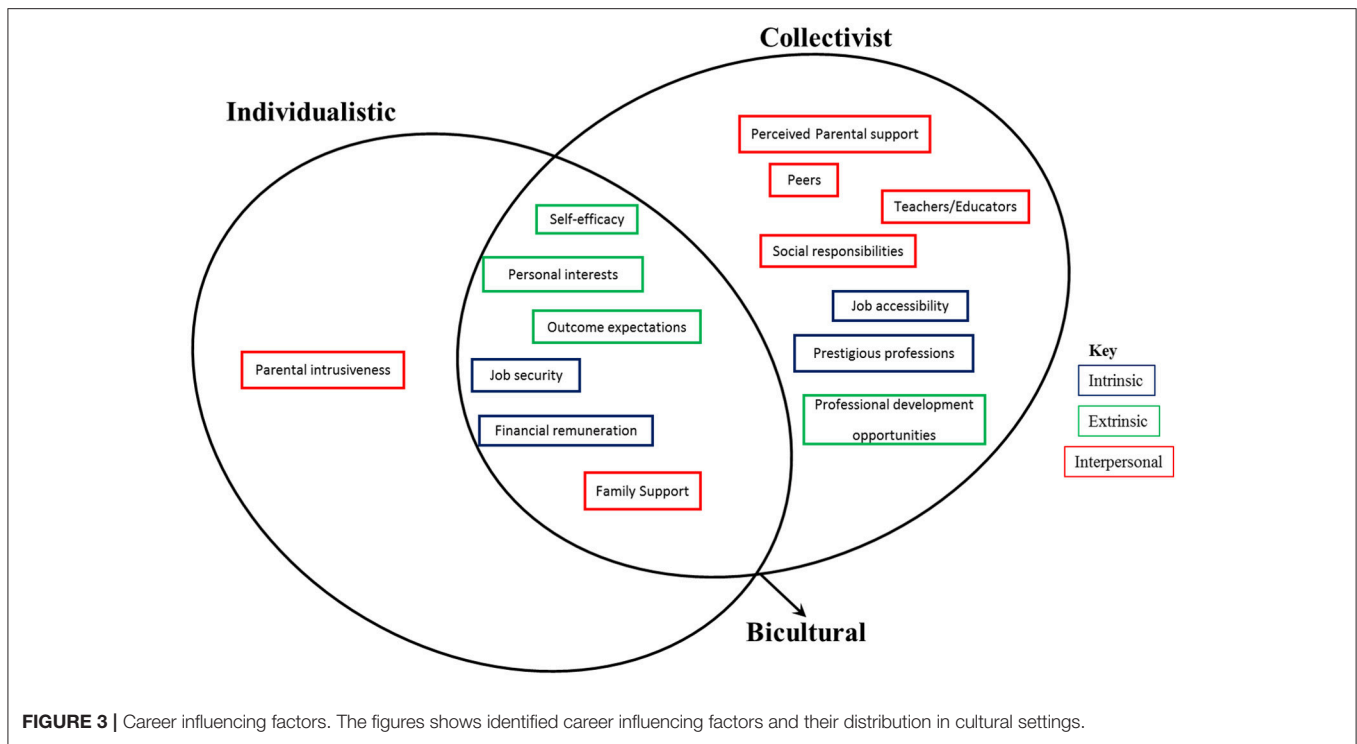 Collectivist
Individualistic
Perceived Parental support
Peers
Teachers/Educators
Social responsibilities
Job accessibility
Prestigious professions
Professional development
opportunities
Self-efficacy
Personal interests
Outcome expectations
Job security
Financial remuneration
Family Support
Parental intrusiveness
Key
Intrinsic
Extrinsic
Interpersonal
Bicultural
FIGURE 3 | Career influencing factors. The figures shows identified career influencing factors and their distribution in cultural settings.